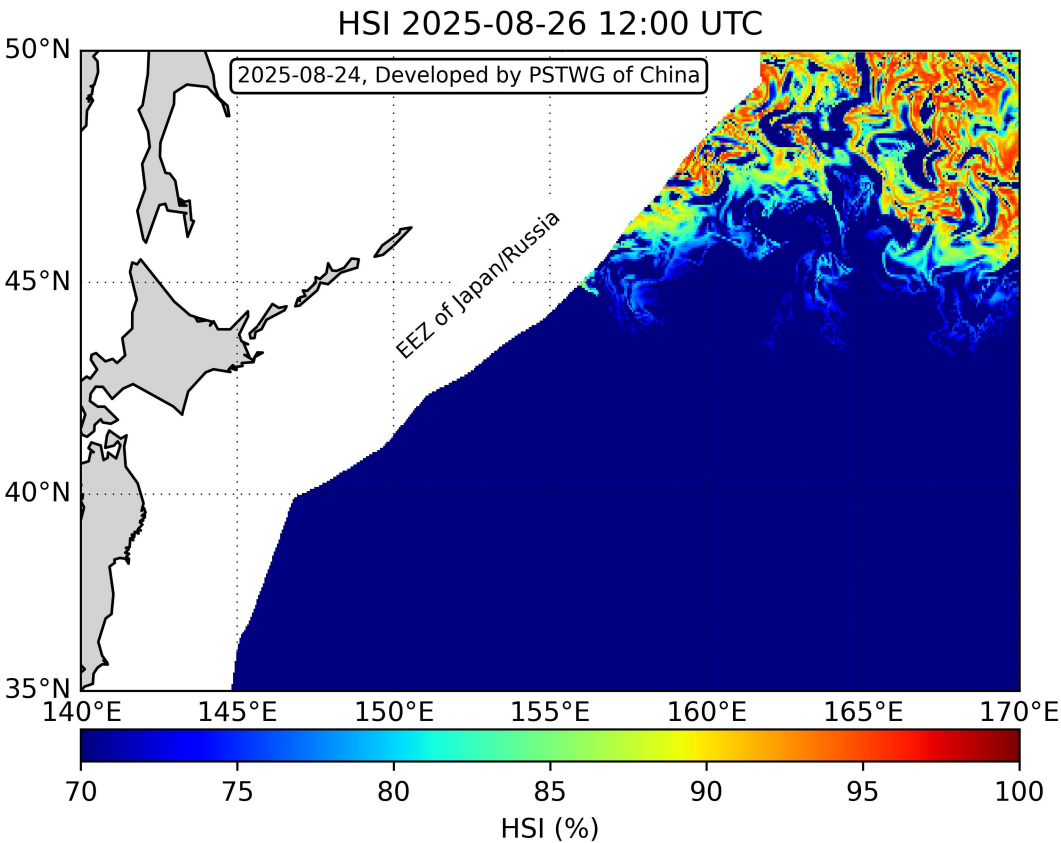 HSI 2025-08-26 12:00 UTC
50°N
2025-08-24, Developed by PSTWG of China
EEZ of Japan/Russia
45°N
40°N
35°N
140°E 145°E 150°E 155°E 160°E 165°E 170°E
70 75 80 85 90 95 100
HSI (%)